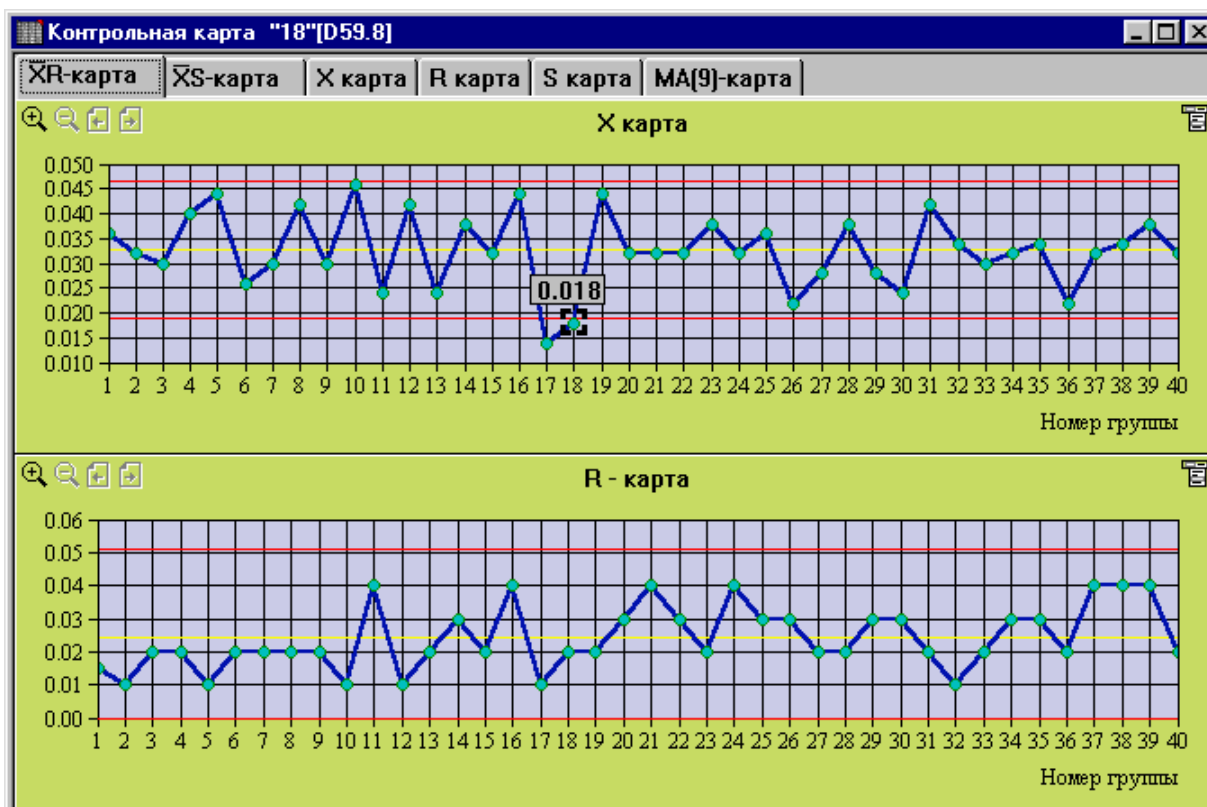 Контрольная карта "18"[D59.8]
X̅R-карта X̅S-карта X карта R карта S карта MA(9)-карта
X карта
0.050
0.045
0.040
0.035
0.030
0.025
0.020
0.015
0.010
0.018
1 2 3 4 5 6 7 8 9 10 11 12 13 14 15 16 17 18 19 20 21 22 23 24 25 26 27 28 29 30 31 32 33 34 35 36 37 38 39 40
Номер группы
R - карта
0.06
0.05
0.04
0.03
0.02
0.01
0.00
1 2 3 4 5 6 7 8 9 10 11 12 13 14 15 16 17 18 19 20 21 22 23 24 25 26 27 28 29 30 31 32 33 34 35 36 37 38 39 40
Номер группы